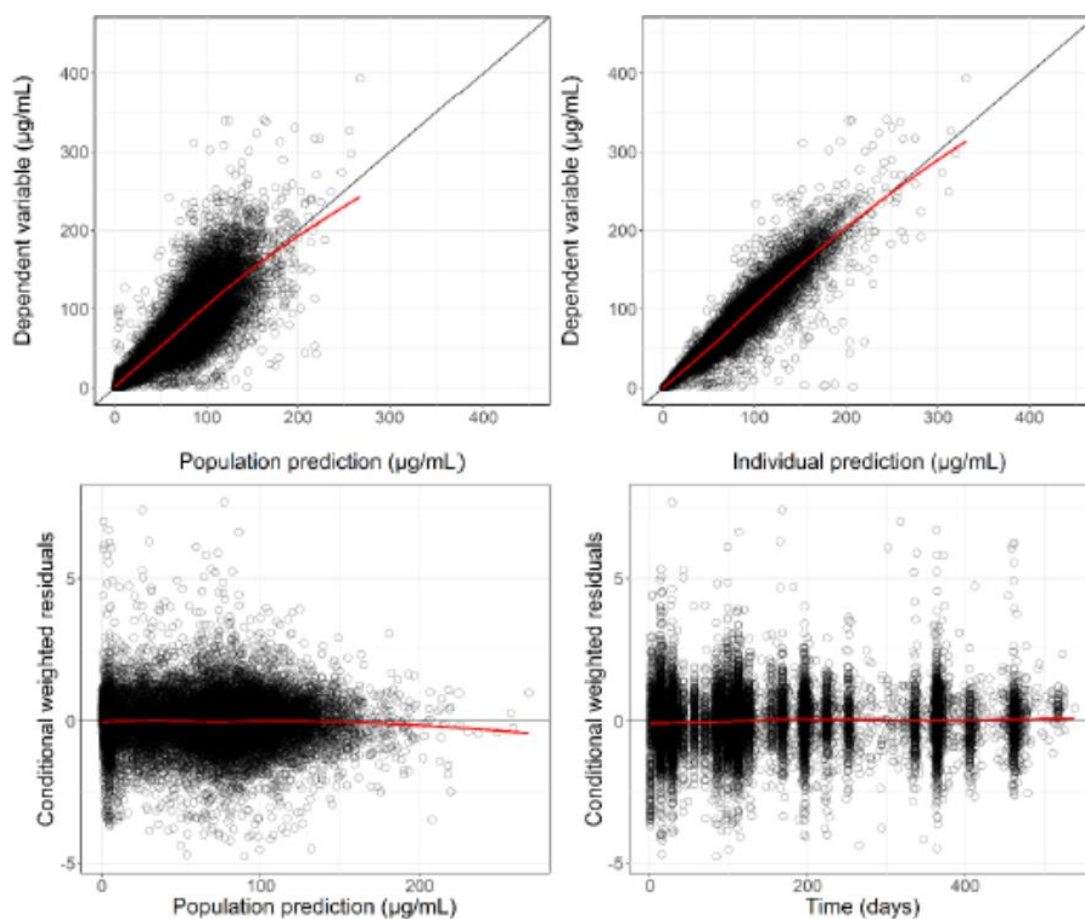 Dependent variable (µg/mL)
400
300
200
100
0
0 100 200 300 400
Population prediction (µg/mL)
Dependent variable (µg/mL)
400
300
200
100
0
0 100 200 300 400
Individual prediction (µg/mL)
Conditional weighted residuals
5
0
-5
0 100 200
Population prediction (µg/mL)
Conditional weighted residuals
5
0
-5
0 200 400
Time (days)